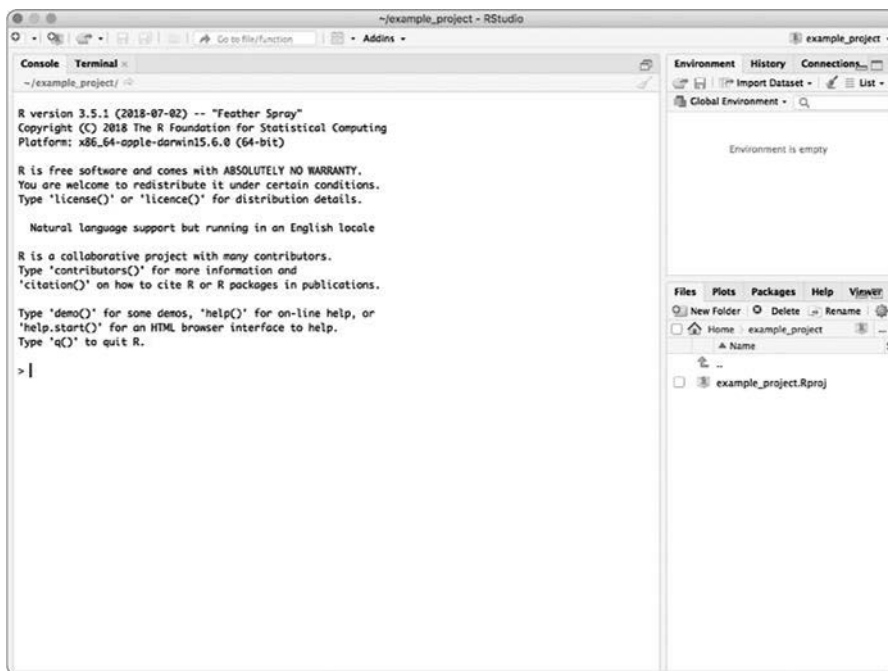 ~/example_project - RStudio
Go to file/function
Addins
example_project
Console Terminal
~/example_project/
R version 3.5.1 (2018-07-02) -- "Feather Spray"
Copyright (C) 2018 The R Foundation for Statistical Computing
Platform: x86_64-apple-darwin15.6.0 (64-bit)
R is free software and comes with ABSOLUTELY NO WARRANTY.
You are welcome to redistribute it under certain conditions.
Type 'license()' or 'licence()' for distribution details.
Natural language support but running in an English locale
R is a collaborative project with many contributors.
Type 'contributors()' for more information and
'citation()' on how to cite R or R packages in publications.
Type 'demo()' for some demos, 'help()' for on-line help, or
'help.start()' for an HTML browser interface to help.
Type 'q()' to quit R.
>
Environment History Connections
Import Dataset List
Global Environment
Environment is empty
Files Plots Packages Help Viewer
New Folder Delete Rename
Home example_project ...
Name
..
example_project.Rproj